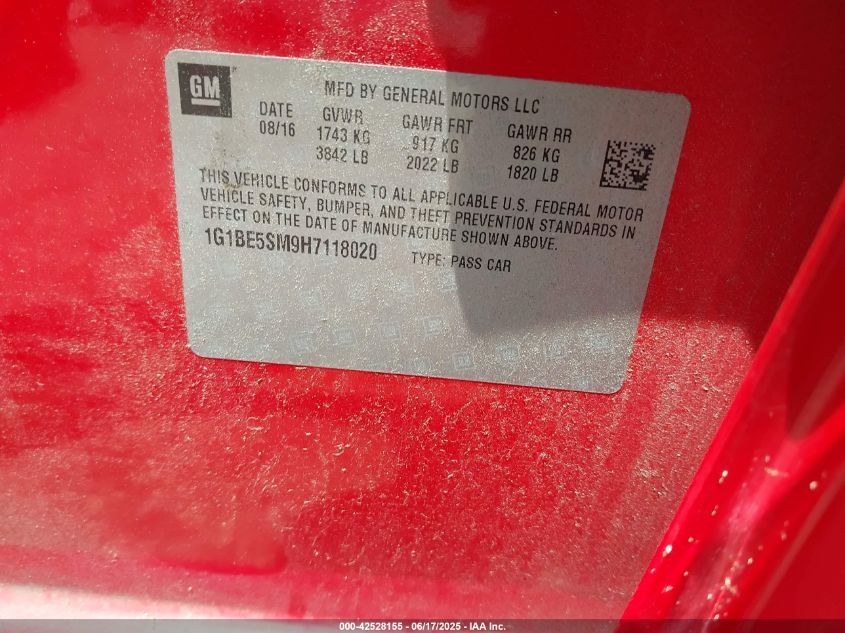 GM
MFD BY GENERAL MOTORS LLC
DATE GVWR GAWR FRT GAWR RR
08/16 1743 KG 917 KG 826 KG
3842 LB 2022 LB 1820 LB
THIS VEHICLE CONFORMS TO ALL APPLICABLE U.S. FEDERAL MOTOR
VEHICLE SAFETY, BUMPER, AND THEFT PREVENTION STANDARDS IN
EFFECT ON THE DATE OF MANUFACTURE SHOWN ABOVE.
1G1BE5SM9H7118020 TYPE: PASS CAR
000-42528155 - 06/17/2025 - IAA Inc.